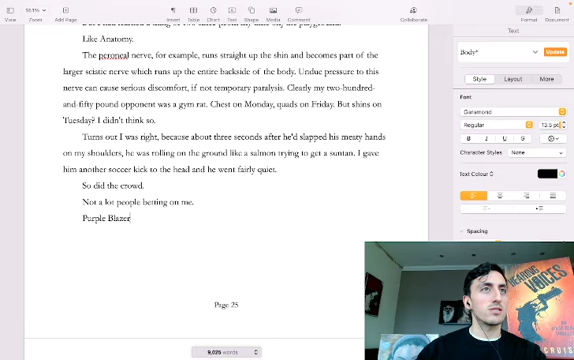 View
Zoom
Add Page
Insert
Table
Direct
Text
Shape
Media
Comment
Collaborate
Format
Document
Like Anatomy.
The peroneal nerve, for example, runs straight up the shin and becomes part of the
larger sciatic nerve which runs up the entire backside of the body. Undue pressure to this
nerve can cause serious discomfort, if not temporary paralysis. Clearly my two-hundred-
and-fifty pound opponent was a gym rat. Chest on Monday, quads on Friday. But shins on
Tuesday? I didn't think so.
Turns out I was right, because about three seconds after he'd slapped his meaty hands
on my shoulders, he was rolling on the ground like a salmon trying to get a suntan. I gave
him another soccer kick to the head and he went fairly quiet.
So did the crowd.
Not a lot people betting on me.
Purple Blazer
Page 25
9,025 words
Text
Body*
Update
Style
Layout
More
Font
Garamond
Regular
13.5 pt
B I U S
Character Styles
None
Text Colour
Spacing
HEARING
VOICES
CRUIS